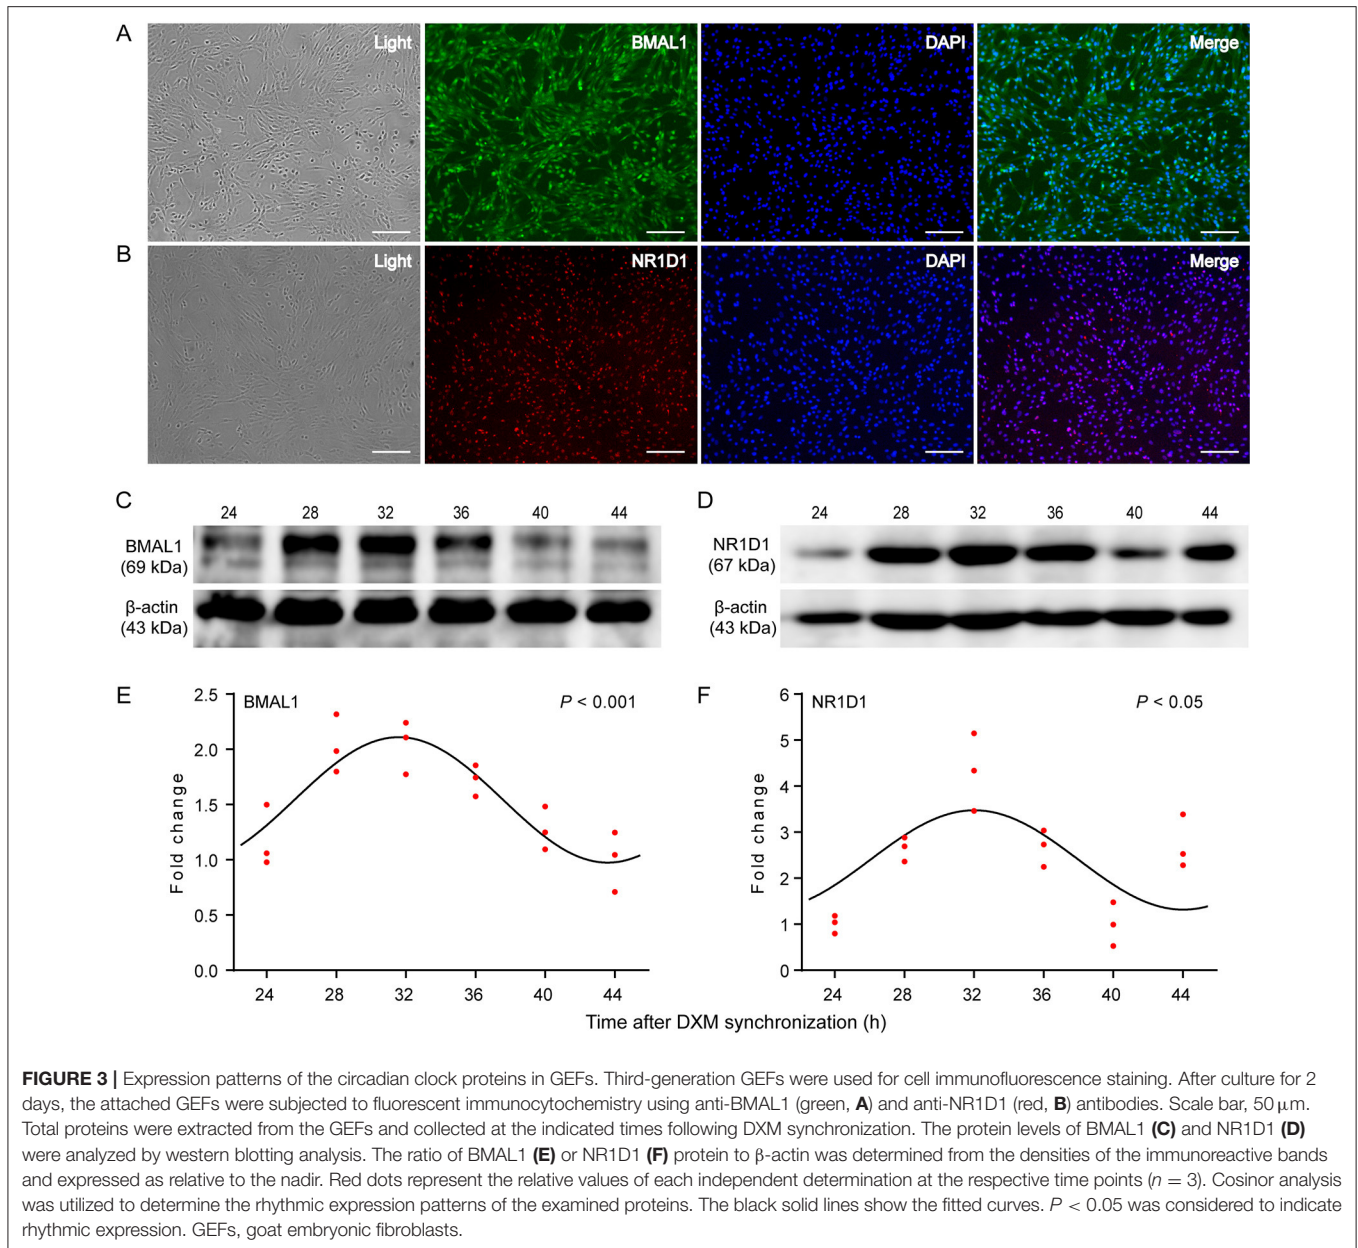 A
Light
BMAL1
DAPI
Merge
B
Light
NR1D1
DAPI
Merge
C
24 28 32 36 40 44
BMAL1
(69 kDa)
β-actin
(43 kDa)
D
24 28 32 36 40 44
NR1D1
(67 kDa)
β-actin
(43 kDa)
E
BMAL1
P < 0.001
Fold change
2.5
2.0
1.5
1.0
0.5
0.0
24 28 32 36 40 44
F
NR1D1
P < 0.05
Fold change
6
5
4
3
2
1
0
24 28 32 36 40 44
Time after DXM synchronization (h)
FIGURE 3 | Expression patterns of the circadian clock proteins in GEFs. Third-generation GEFs were used for cell immunofluorescence staining. After culture for 2
days, the attached GEFs were subjected to fluorescent immunocytochemistry using anti-BMAL1 (green, A) and anti-NR1D1 (red, B) antibodies. Scale bar, 50 μm.
Total proteins were extracted from the GEFs and collected at the indicated times following DXM synchronization. The protein levels of BMAL1 (C) and NR1D1 (D)
were analyzed by western blotting analysis. The ratio of BMAL1 (E) or NR1D1 (F) protein to β-actin was determined from the densities of the immunoreactive bands
and expressed as relative to the nadir. Red dots represent the relative values of each independent determination at the respective time points (n = 3). Cosinor analysis
was utilized to determine the rhythmic expression patterns of the examined proteins. The black solid lines show the fitted curves. P < 0.05 was considered to indicate
rhythmic expression. GEFs, goat embryonic fibroblasts.